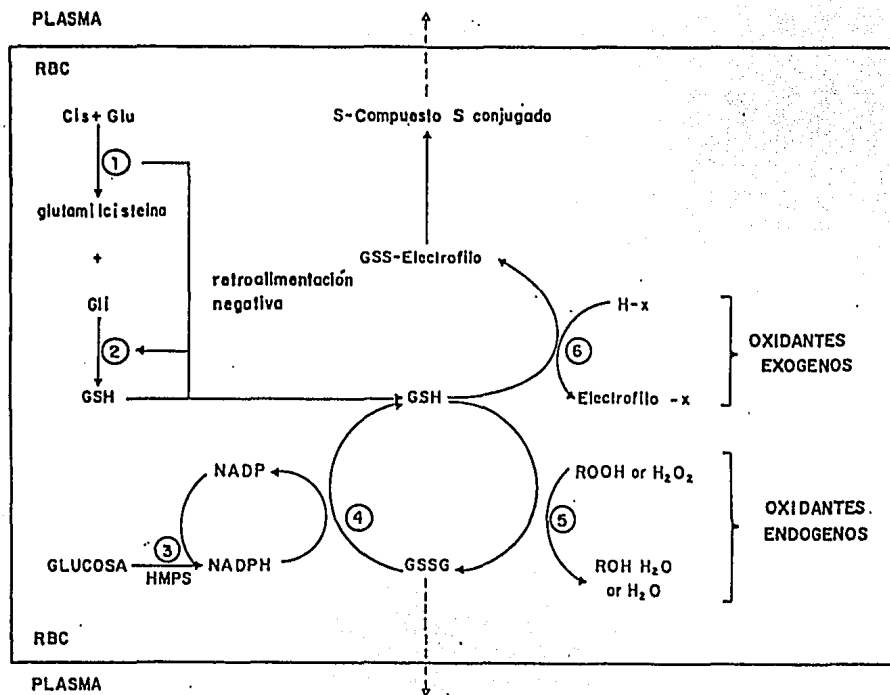 PLASMA
RBC
Cis + Glu
1
glutamilcisteina
+
Gli
2
GSH
retroalimentación
negativa
S-Compuesto S conjugado
GSS-Electrofilo
H-x
6
Electrofilo -x
OXIDANTES
EXOGENOS
GSH
NADP
3
GLUCOSA
HMPS
NADPH
4
GSSG
ROOH or H₂O₂
5
ROH H₂O
or H₂O
OXIDANTES.
ENDOGENOS
RBC
PLASMA